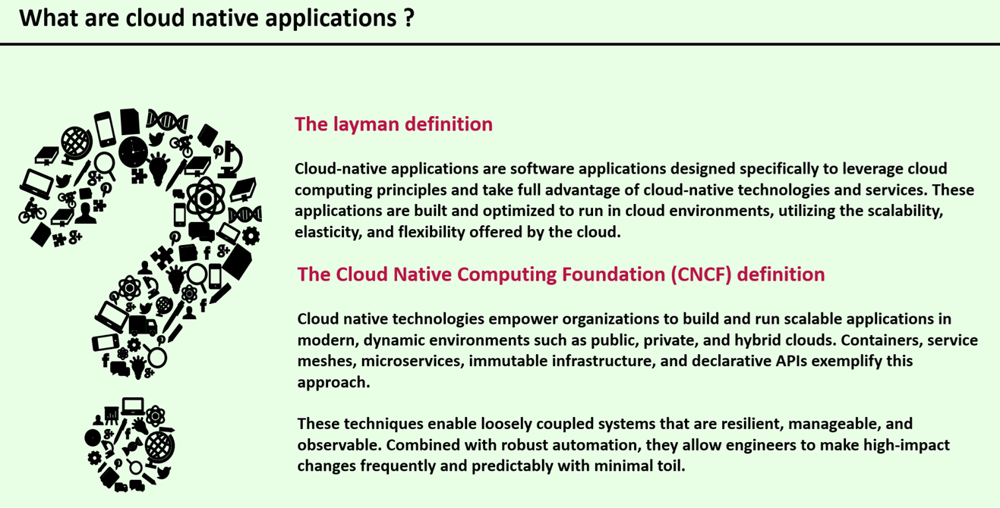 What are cloud native applications ?
The layman definition
Cloud-native applications are software applications designed specifically to leverage cloud
computing principles and take full advantage of cloud-native technologies and services. These
applications are built and optimized to run in cloud environments, utilizing the scalability,
elasticity, and flexibility offered by the cloud.
The Cloud Native Computing Foundation (CNCF) definition
Cloud native technologies empower organizations to build and run scalable applications in
modern, dynamic environments such as public, private, and hybrid clouds. Containers, service
meshes, microservices, immutable infrastructure, and declarative APIs exemplify this
approach.
These techniques enable loosely coupled systems that are resilient, manageable, and
observable. Combined with robust automation, they allow engineers to make high-impact
changes frequently and predictably with minimal toil.